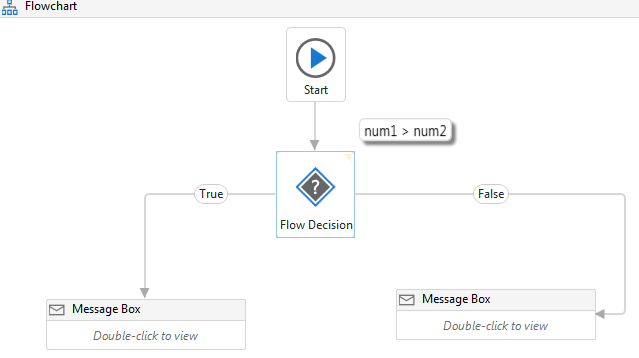 Flowchart
Start
num1 > num2
?
True
False
Flow Decision
Message Box
Double-click to view
Message Box
Double-click to view